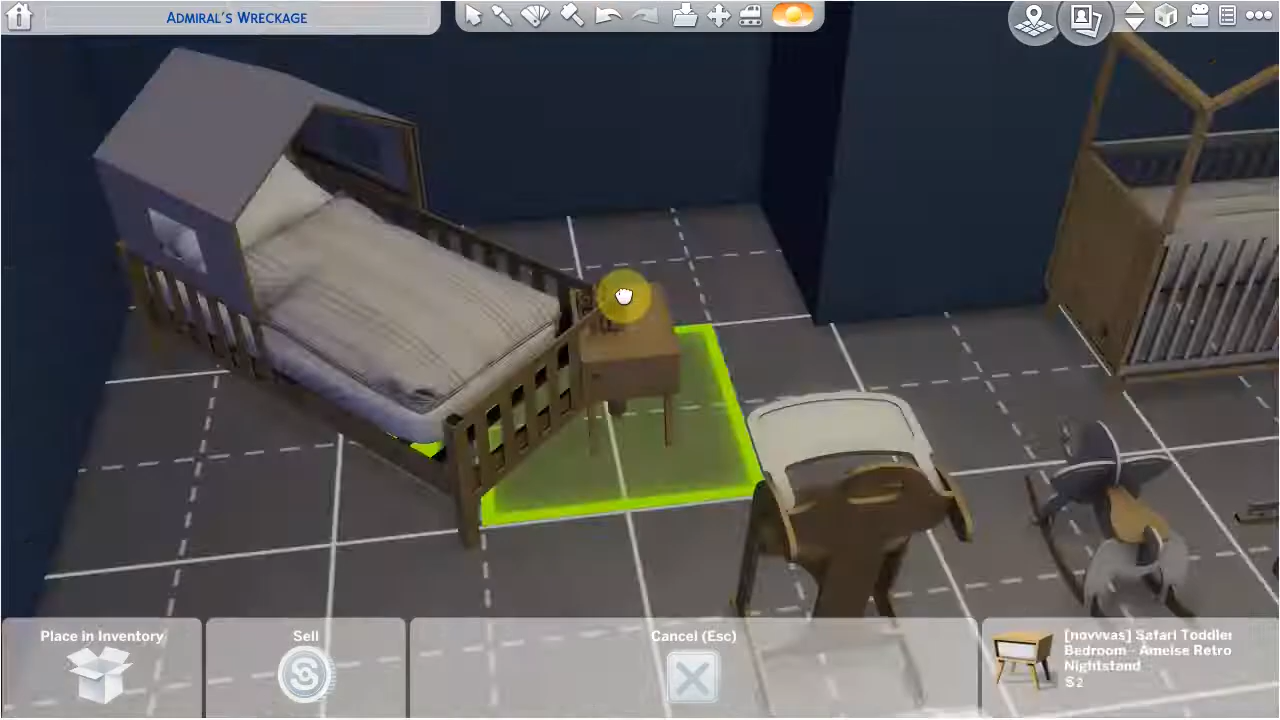 ADMIRAL'S WRECKAGE
Place in Inventory
Sell
Cancel (Esc)
[novvvas] Safari Toddler
Bedroom - Ameise Retro
Nightstand
§2